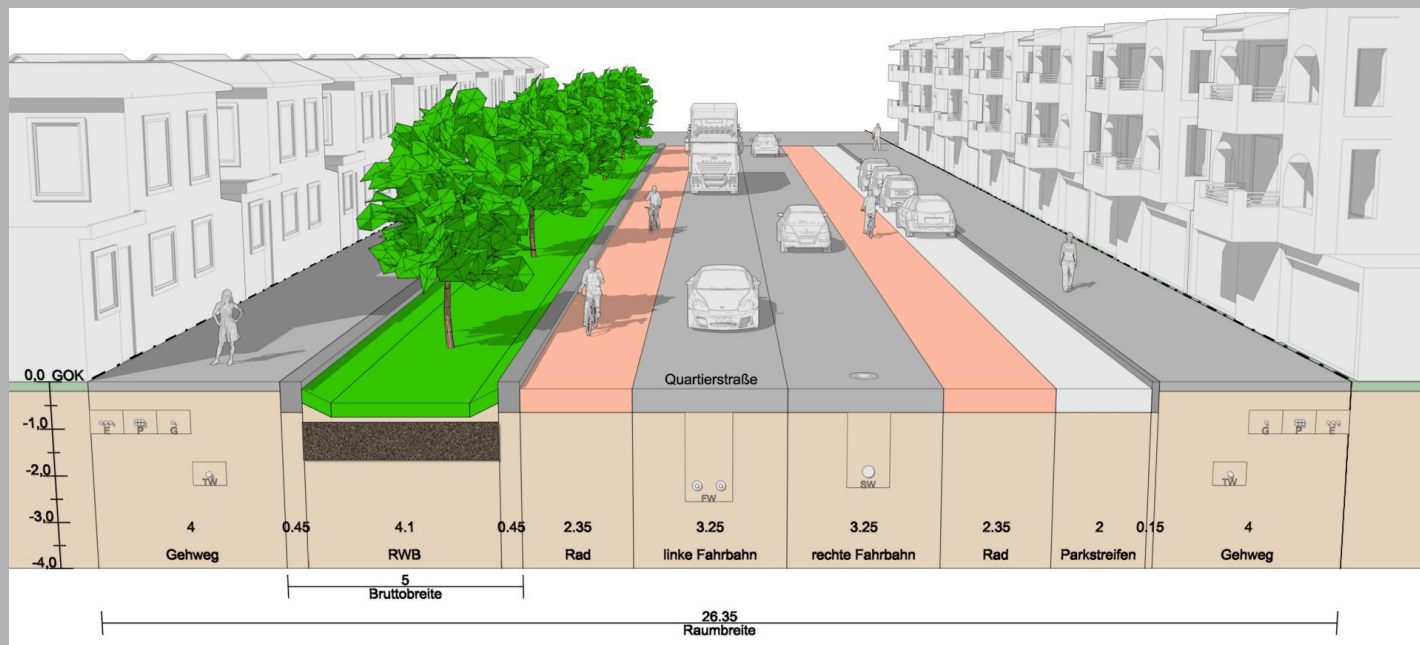 Quartierstraße
0,0 GOK
-1,0
-2,0
-3,0
-4,0
E P G
TW
FW
SW
G P E
TW
4 0.45 4.1 0.45 2.35 3.25 3.25 2.35 2 0.15 4
Gehweg RWB Rad linke Fahrbahn rechte Fahrbahn Rad Parkstreifen Gehweg
5
Bruttobreite
26.35
Raumbreite